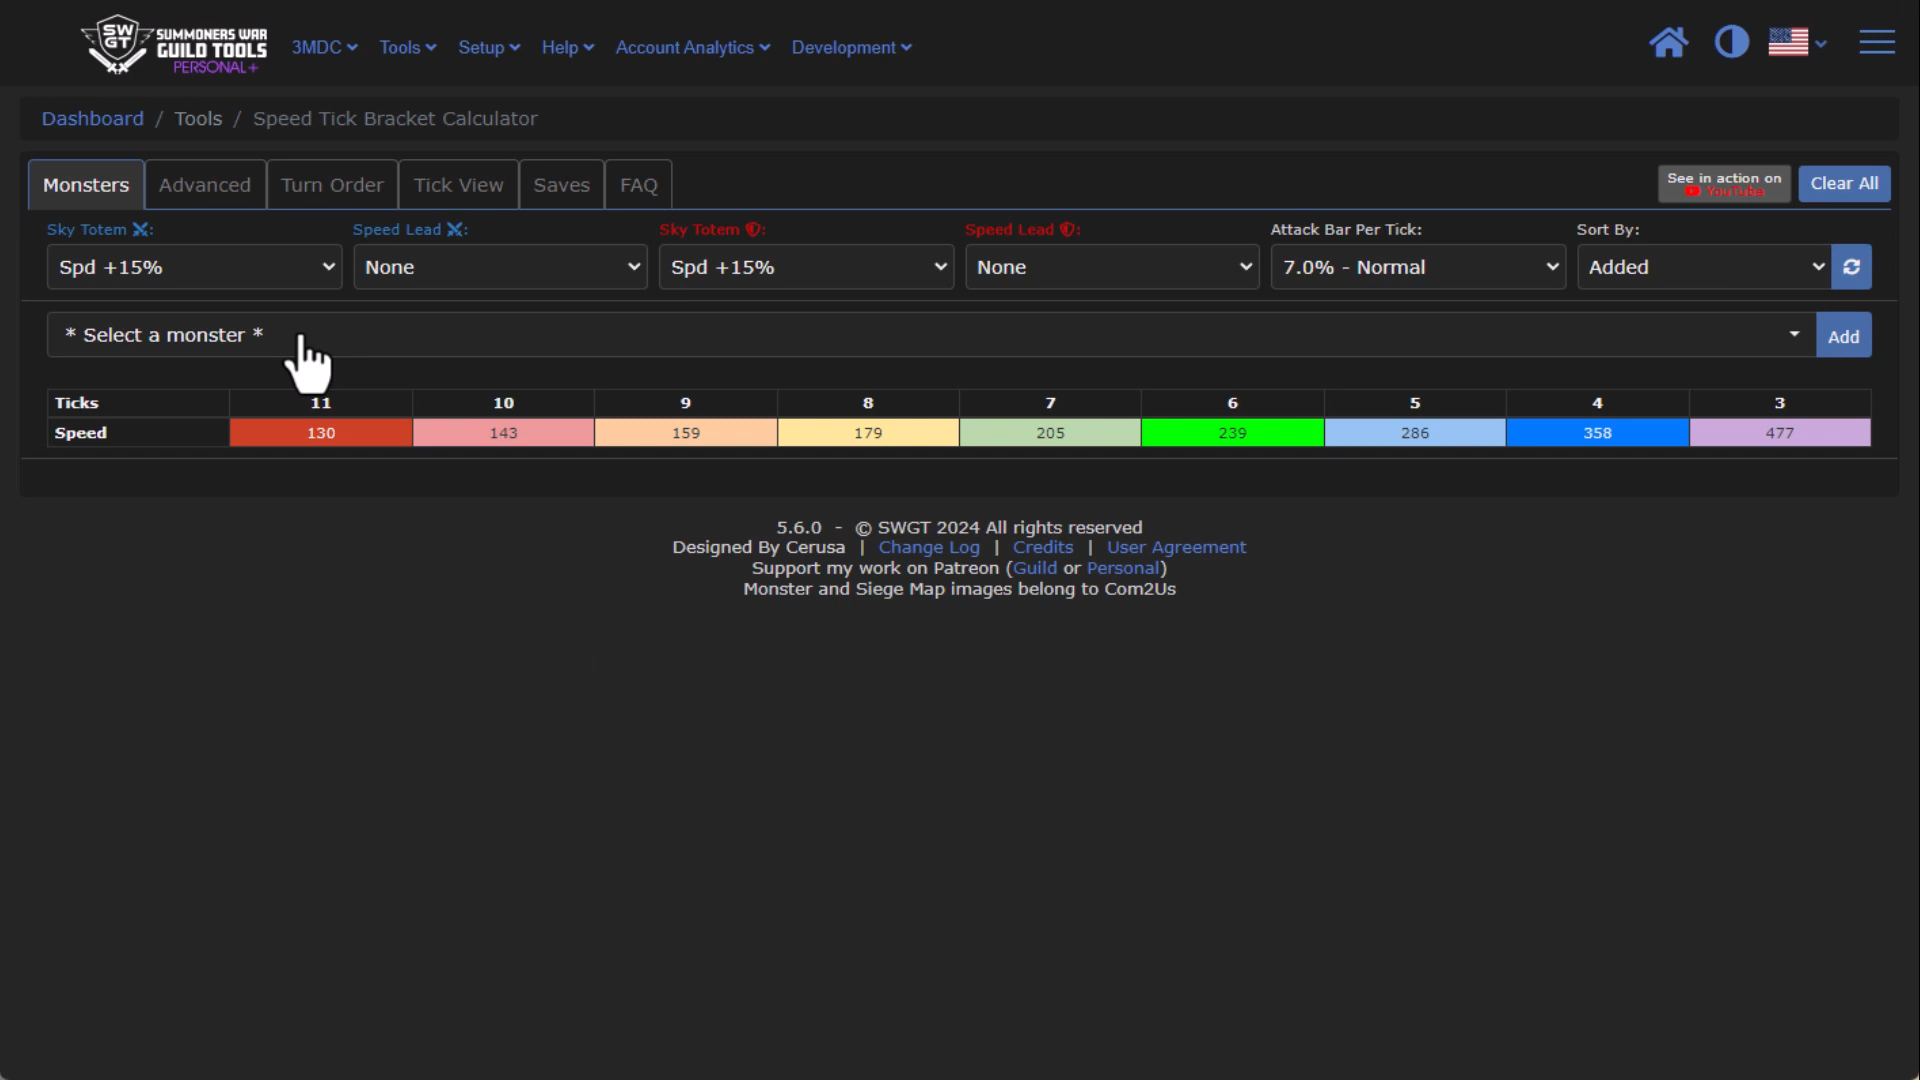 SW
GT
SUMMONERS WAR
GUILD TOOLS
PERSONAL+
3MDC Tools Setup Help Account Analytics Development
Dashboard / Tools / Speed Tick Bracket Calculator
Monsters Advanced Turn Order Tick View Saves FAQ
See in action on
YouTube
Clear All
Sky Totem : Speed Lead : Sky Totem : Speed Lead : Attack Bar Per Tick: Sort By:
Spd +15% None Spd +15% None 7.0% - Normal Added
* Select a monster * Add
Ticks 11 10 9 8 7 6 5 4 3
Speed 130 143 159 179 205 239 286 358 477
5.6.0 - © SWGT 2024 All rights reserved
Designed By Cerusa | Change Log | Credits | User Agreement
Support my work on Patreon (Guild or Personal)
Monster and Siege Map images belong to Com2Us